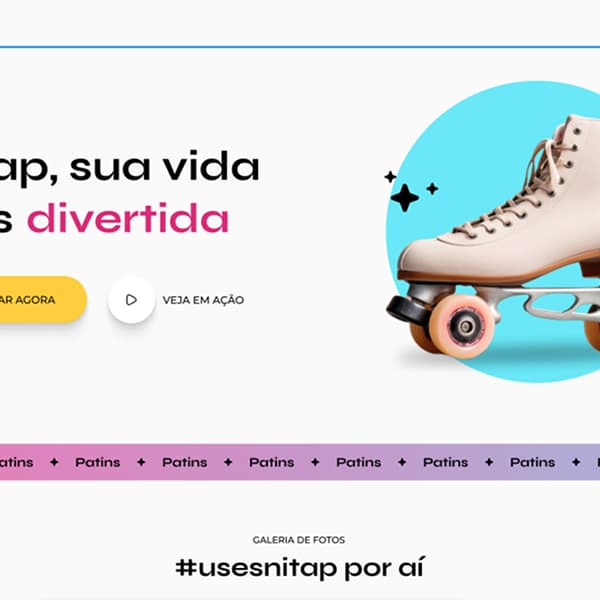 ap, sua vida
s divertida
AR AGORA
VEJA EM AÇÃO
atins Patins Patins Patins Patins Patins Patins
GALERIA DE FOTOS
#usesnitap por aí